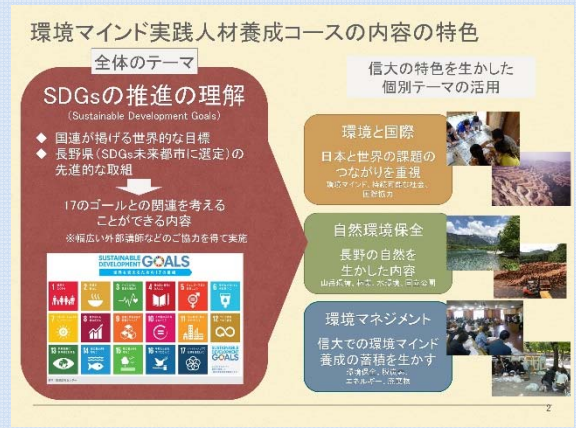 環境マインド実践人材養成コースの内容の特色
全体のテーマ
SDGsの推進の理解
(Sustainable Development Goals)
◆ 国連が掲げる世界的な目標
◆ 長野県(SDGs未来都市に選定)の
先進的な取組
17のゴールとの関連を考える
ことができる内容
※幅広い外部講師などのご協力を得て実施
SUSTAINABLE
DEVELOPMENT GOALS
信大の特色を生かした
個別テーマの活用
環境と国際
日本と世界の課題の
つながりを重視
自然環境保全
長野の自然を
生かした内容
環境マネジメント
信大での環境マインド
養成の蓄積を生かす
2